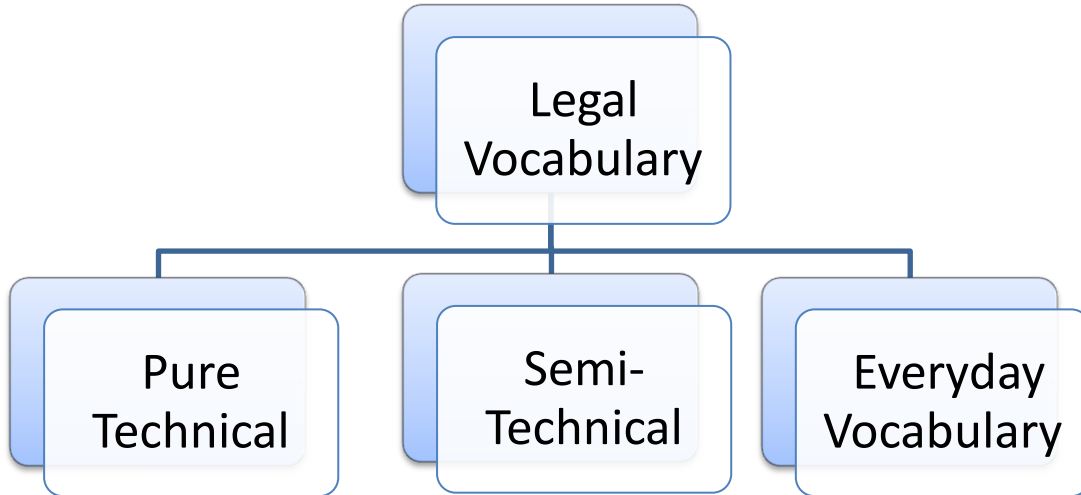 Legal
Vocabulary
Pure
Technical
Semi-
Technical
Everyday
Vocabulary